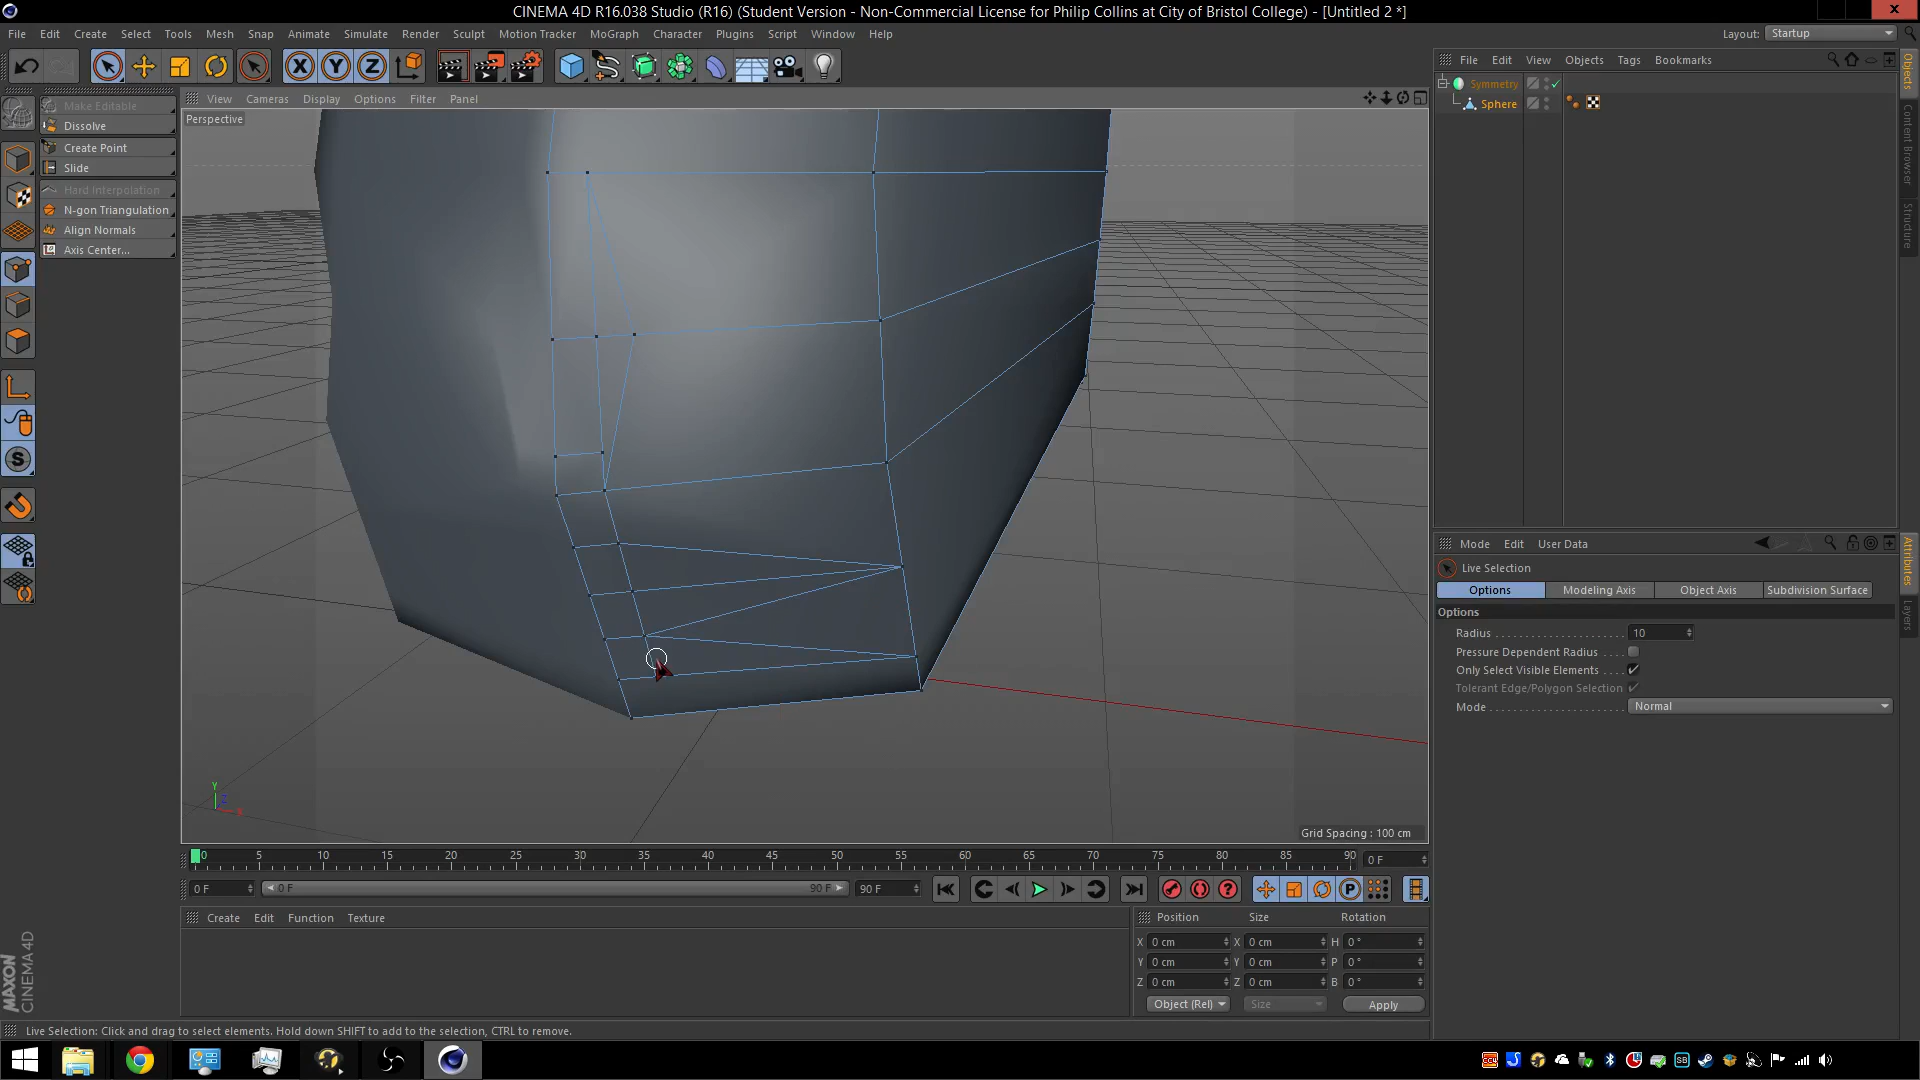 CINEMA 4D R16.038 Studio (R16) (Student Version - Non-Commercial License for Philip Collins at City of Bristol College) - [Untitled 2 *]
File Edit Create Select Tools Mesh Snap Animate Simulate Render Sculpt Motion Tracker MoGraph Character Plugins Script Window Help
Layout: Startup
File Edit View Objects Tags Bookmarks
Symmetry
Sphere
Objects
Content Browser
Structure
Make Editable
Dissolve
Create Point
Slide
Hard Interpolation
N-gon Triangulation
Align Normals
Axis Center...
View Cameras Display Options Filter Panel
Perspective
Y
Z
X
Grid Spacing : 100 cm
Mode Edit User Data
Live Selection
Options Modeling Axis Object Axis Subdivision Surface
Options
Radius 10
Pressure Dependent Radius
Only Select Visible Elements
Tolerant Edge/Polygon Selection
Mode Normal
Attributes
Layers
0 5 10 15 20 25 30 35 40 45 50 55 60 65 70 75 80 85 90 0 F
0 F 0 F 90 F 90 F
Create Edit Function Texture
Position Size Rotation
X 0 cm X 0 cm H 0 °
Y 0 cm Y 0 cm P 0 °
Z 0 cm Z 0 cm B 0 °
Object (Rel) Size Apply
MAXON
CINEMA 4D
Live Selection: Click and drag to select elements. Hold down SHIFT to add to the selection, CTRL to remove.